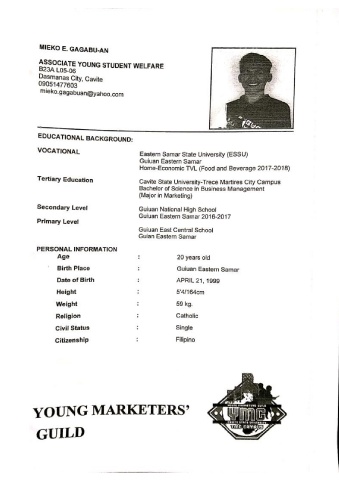 MIEKO E. GAGABU-AN
ASSOCIATE YOUNG STUDENT WELFARE
B23A L05-06
Dasmarias City, Cavite
09051477603
mieko.gagabuan@yahoo.com
EDUCATIONAL BACKGROUND:
VOCATIONAL
Eastern Samar State University (ESSU)
Guiuan Eastern Samar
Home-Economic TVL (Food and Beverage 2017-2018)
Tertiary Education
Cavite State University-Trece Martires City Campus
Bachelor of Science in Business Management
(Major in Marketing)
Secondary Level
Guiuan National High School
Guiuan Eastern Samar 2016-2017
Primary Level
Guiuan East Central School
Guian Eastern Samar
PERSONAL INFORMATION
Age : 20 years old
Birth Place : Guiuan Eastern Samar
Date of Birth : APRIL 21, 1999
Height : 5'4/164cm
Weight : 59 kg.
Religion : Catholic
Civil Status : Single
Citizenship : Filipino
YOUNG MARKETERS'
GUILD
YMG